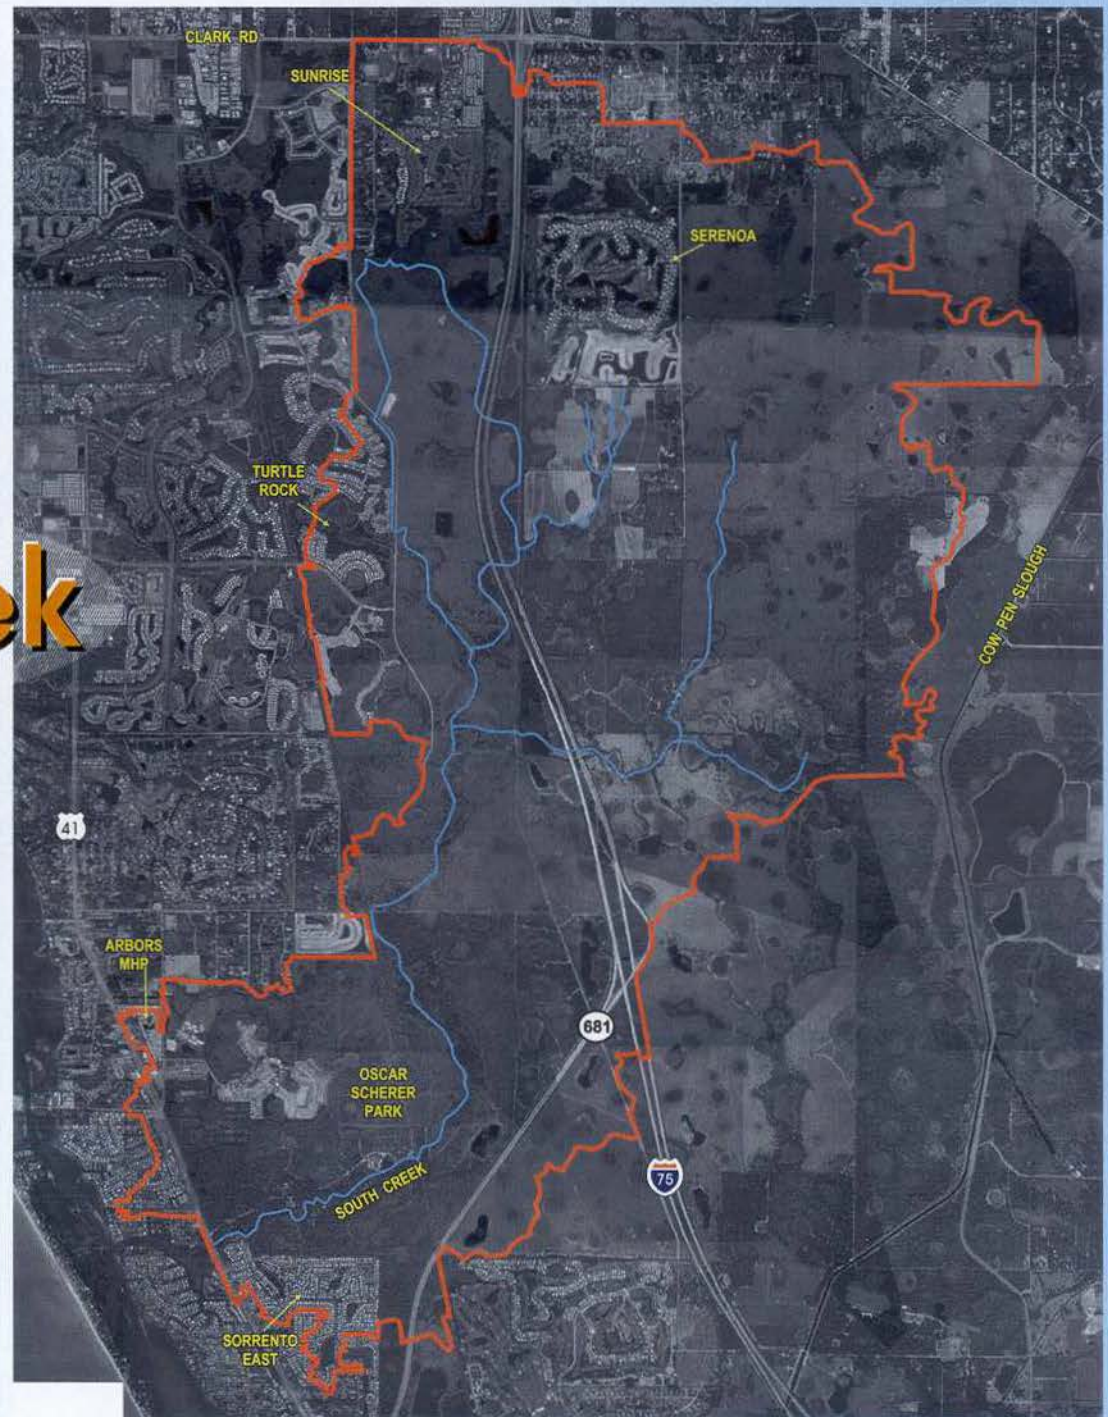 CLARK RD
SUNRISE
SERENOA
TURTLE
ROCK
ek
COW PEN SLOUGH
41
ARBORS
MHP
681
OSCAR
SCHERER
PARK
75
SOUTH CREEK
SORRENTO
EAST